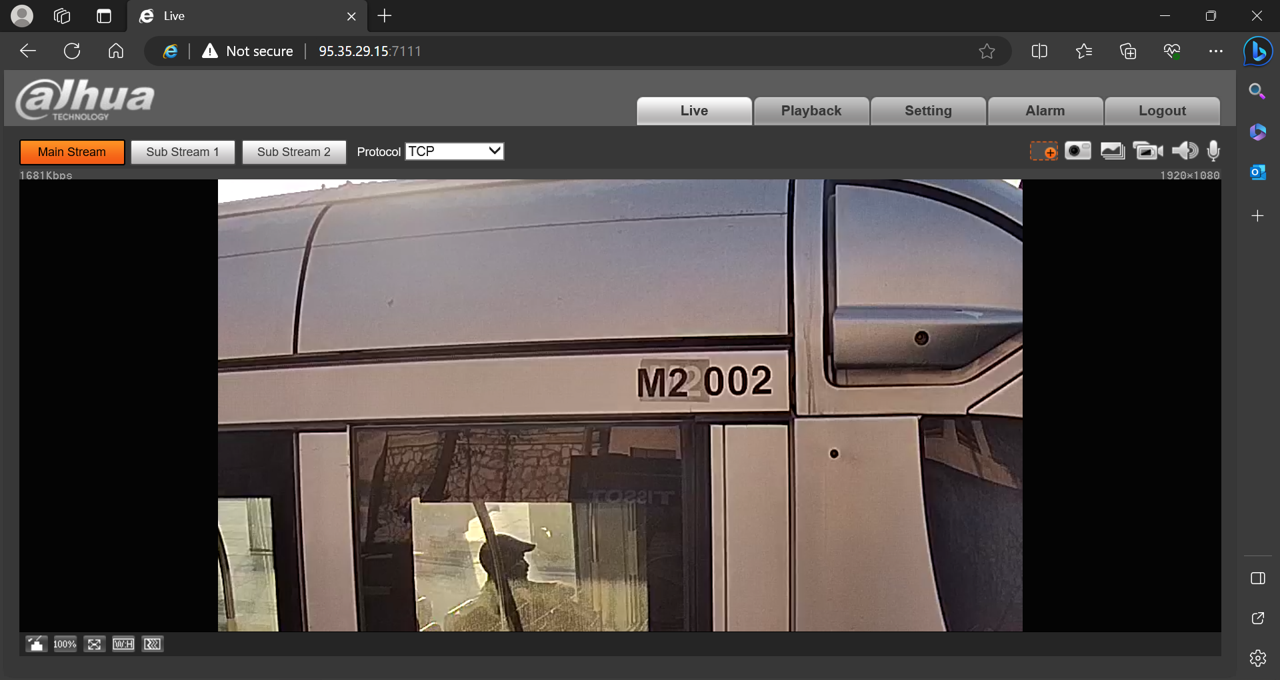 Live
Not secure
95.35.29.15:7111
alhua
TECHNOLOGY
Live
Playback
Setting
Alarm
Logout
Main Stream
Sub Stream 1
Sub Stream 2
Protocol
TCP
1681Kbps
1920×1080
M2 002
TISSOT
100%
W:H